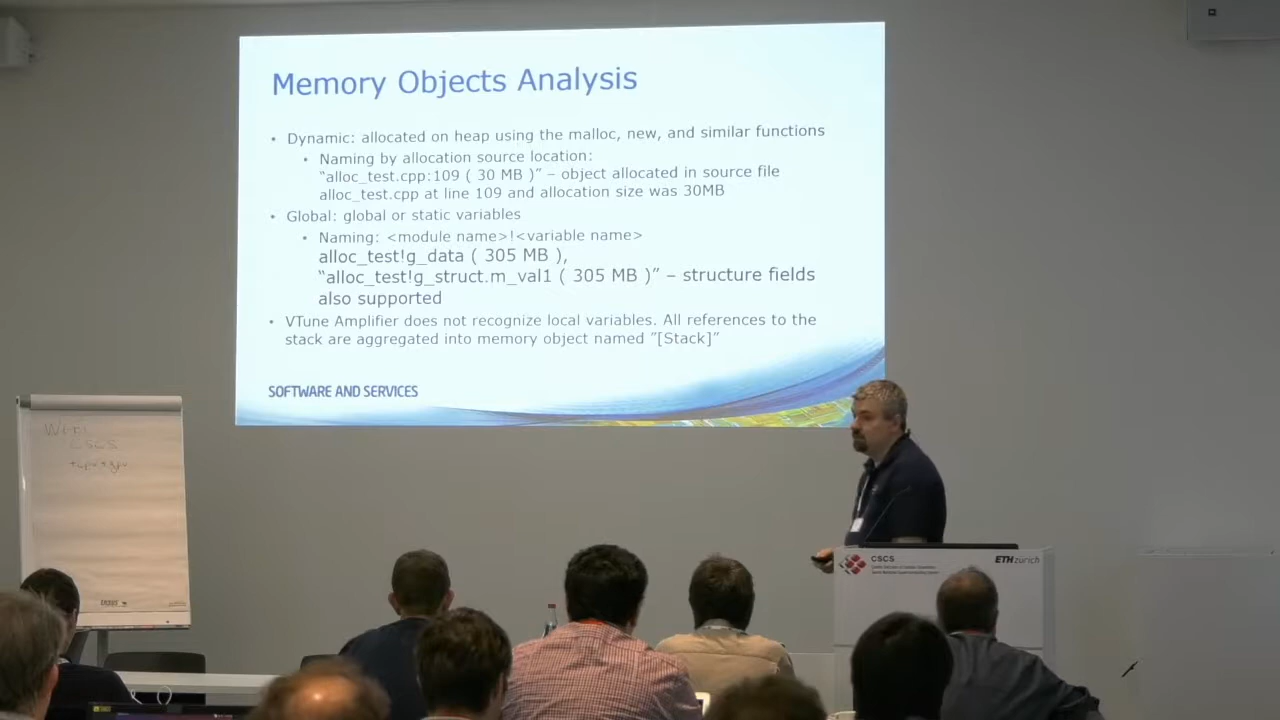 Memory Objects Analysis
• Dynamic: allocated on heap using the malloc, new, and similar functions
• Naming by allocation source location:
“alloc_test.cpp:109 ( 30 MB )” – object allocated in source file
alloc_test.cpp at line 109 and allocation size was 30MB
• Global: global or static variables
• Naming: <module name>!<variable name>
alloc_test!g_data ( 305 MB ),
“alloc_test!g_struct.m_val1 ( 305 MB )” – structure fields
also supported
• VTune Amplifier does not recognize local variables. All references to the
stack are aggregated into memory object named ”[Stack]”
SOFTWARE AND SERVICES
CSCS
CSCS
ETH zürich